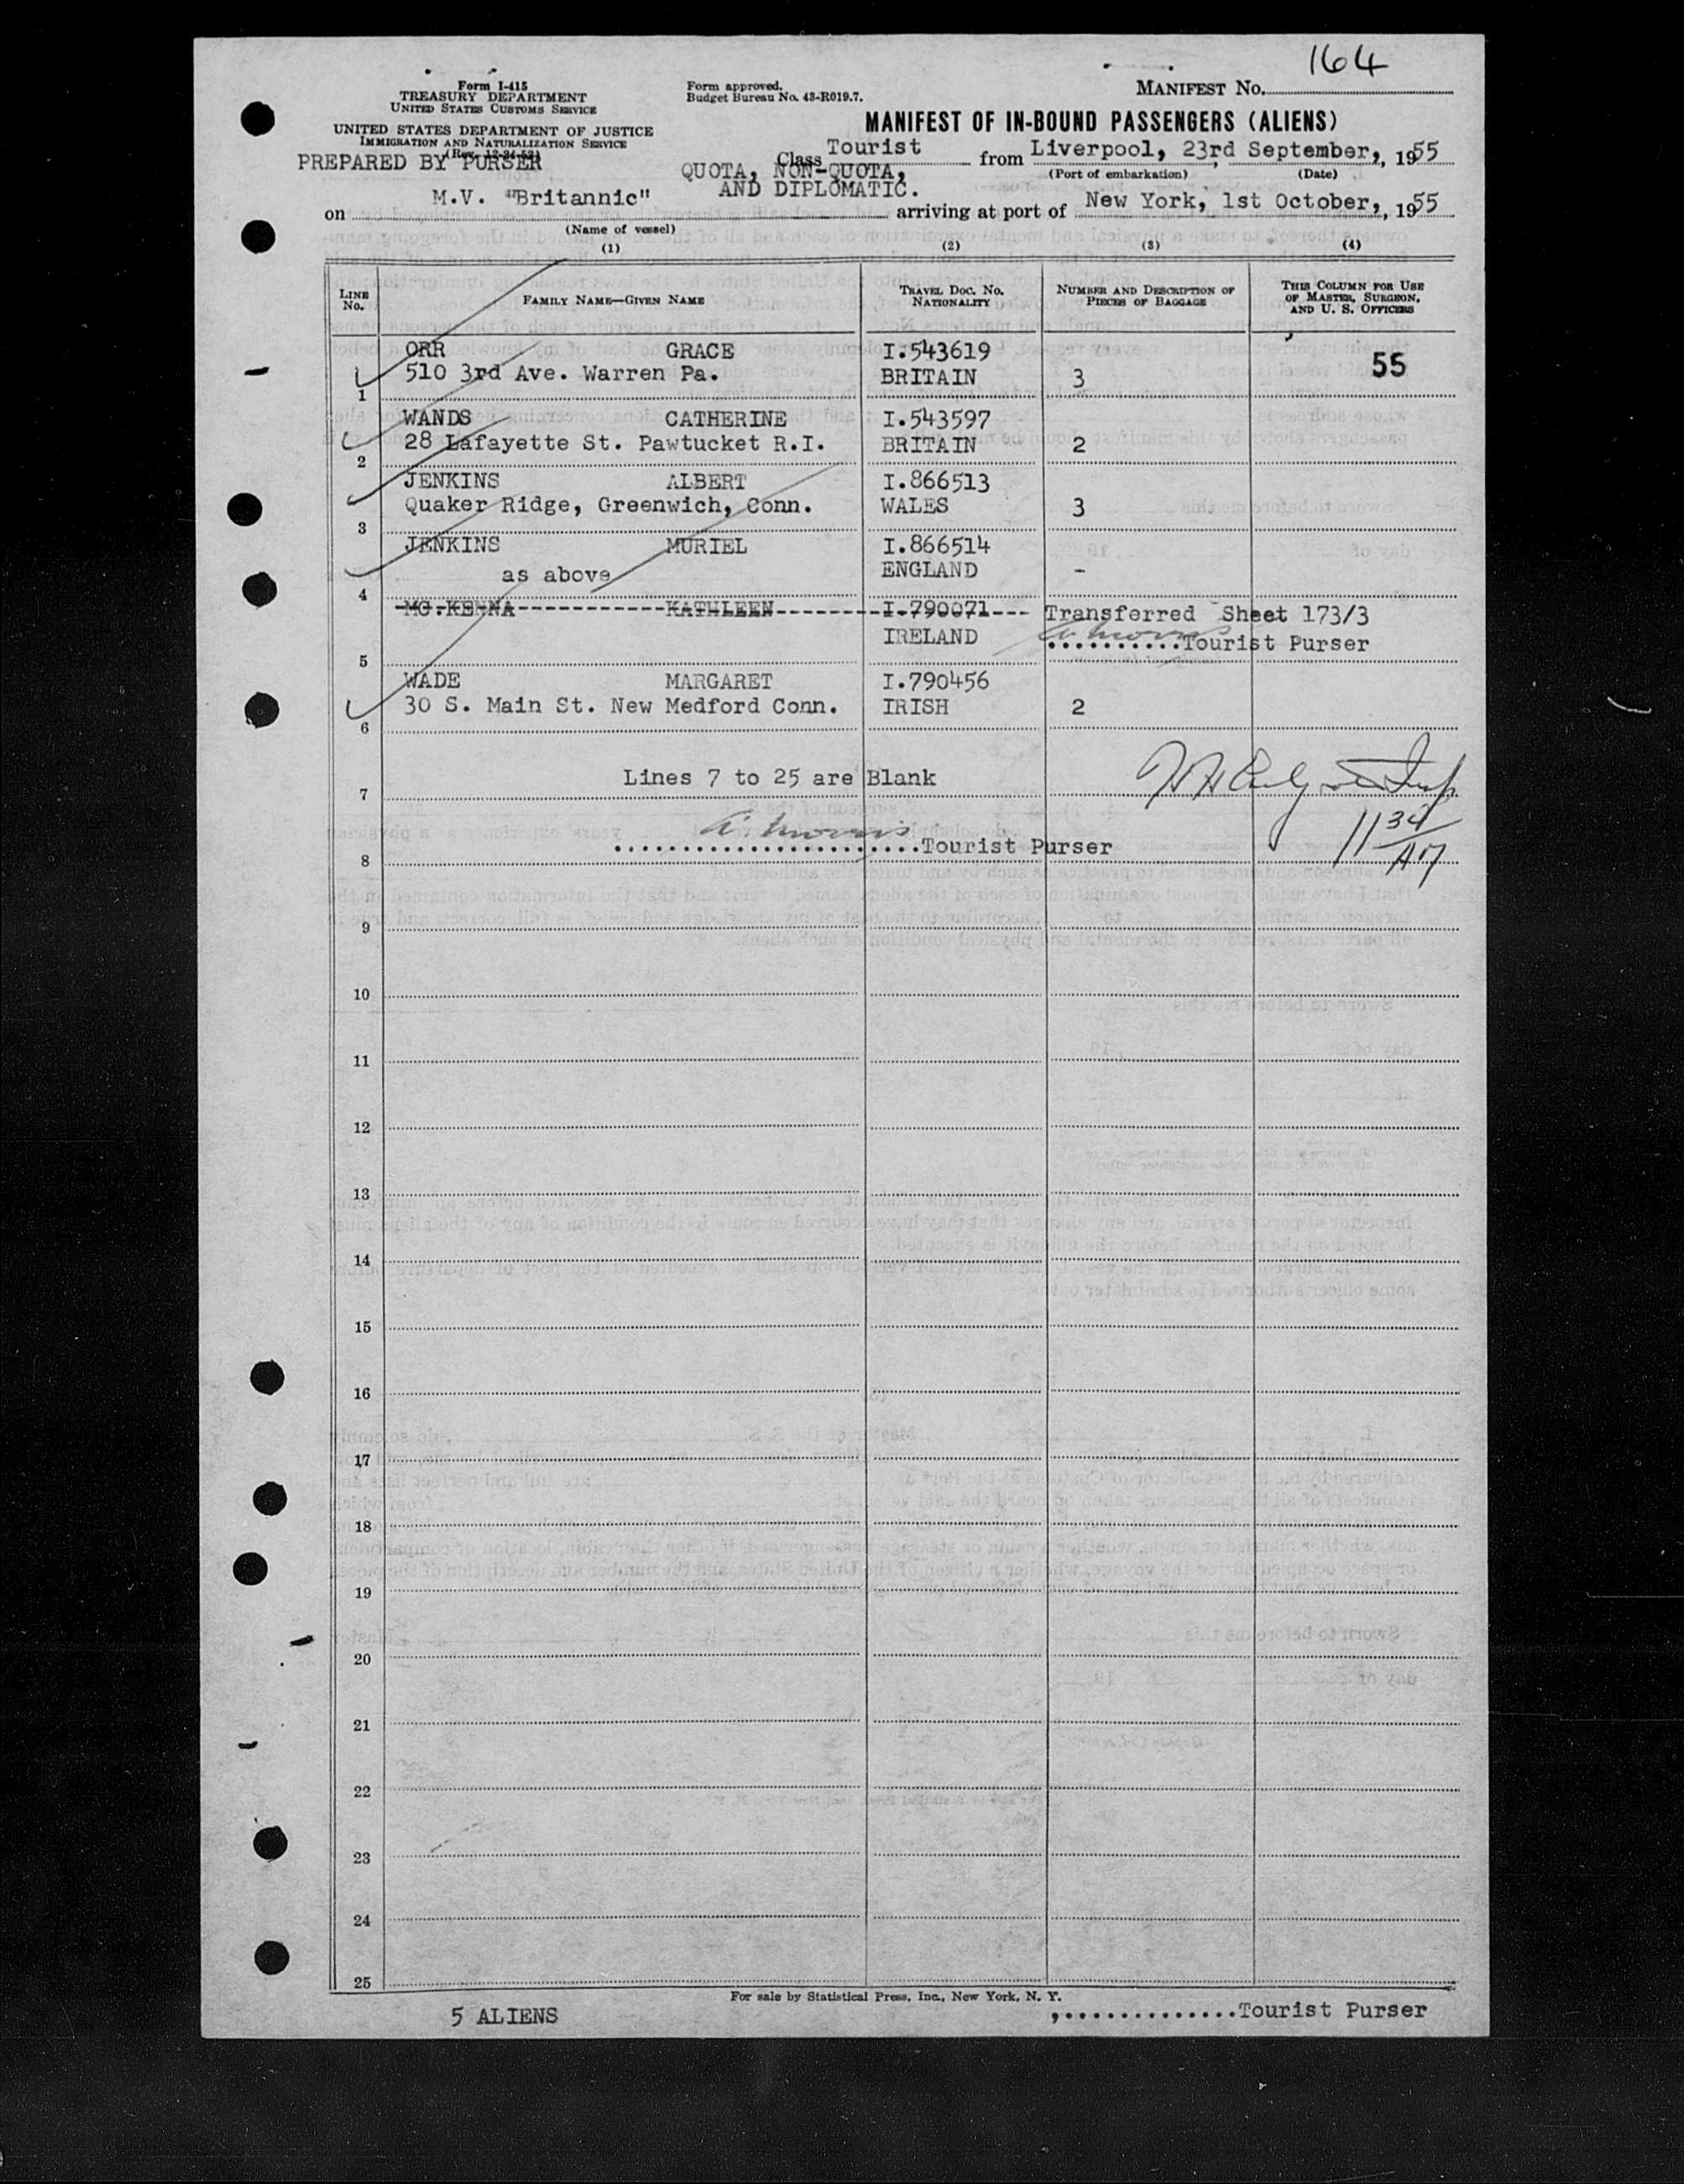 164
Form I-415
TREASURY DEPARTMENT
UNITED STATES CUSTOMS SERVICE
UNITED STATES DEPARTMENT OF JUSTICE
IMMIGRATION AND NATURALIZATION SERVICE
(Rev. 12-24-52)
PREPARED BY PURSER
Form approved.
Budget Bureau No. 43-R019.7.
MANIFEST No.
MANIFEST OF IN-BOUND PASSENGERS (ALIENS)
Class Tourist from Liverpool, 23rd September, 1955
QUOTA, NON-QUOTA, (Port of embarkation) (Date)
AND DIPLOMATIC.
on M.V. "Britannic" arriving at port of New York, 1st October, 1955
(Name of vessel)
(1) (2) (3) (4)
LINE No. FAMILY NAME—GIVEN NAME TRAVEL DOC. NO. NATIONALITY NUMBER AND DESCRIPTION OF PIECES OF BAGGAGE THIS COLUMN FOR USE OF MASTER, SURGEON, AND U. S. OFFICERS
ORR GRACE I.543619 55
1 510 3rd Ave. Warren Pa. BRITAIN 3
WANDS CATHERINE I.543597
2 28 Lafayette St. Pawtucket R.I. BRITAIN 2
JENKINS ALBERT I.866513
3 Quaker Ridge, Greenwich, Conn. WALES 3
JENKINS MURIEL I.866514
4 as above ENGLAND -
MC.KENNA KATHLEEN I.790071 Transferred Sheet 173/3
5 IRELAND Tourist Purser
WADE MARGARET I.790456
6 30 S. Main St. New Medford Conn. IRISH 2
7 Lines 7 to 25 are Blank
8 Tourist Purser
11 34/AM
9
10
11
12
13
14
15
16
17
18
19
20
21
22
23
24
25
For sale by Statistical Press, Inc., New York, N. Y.
5 ALIENS Tourist Purser